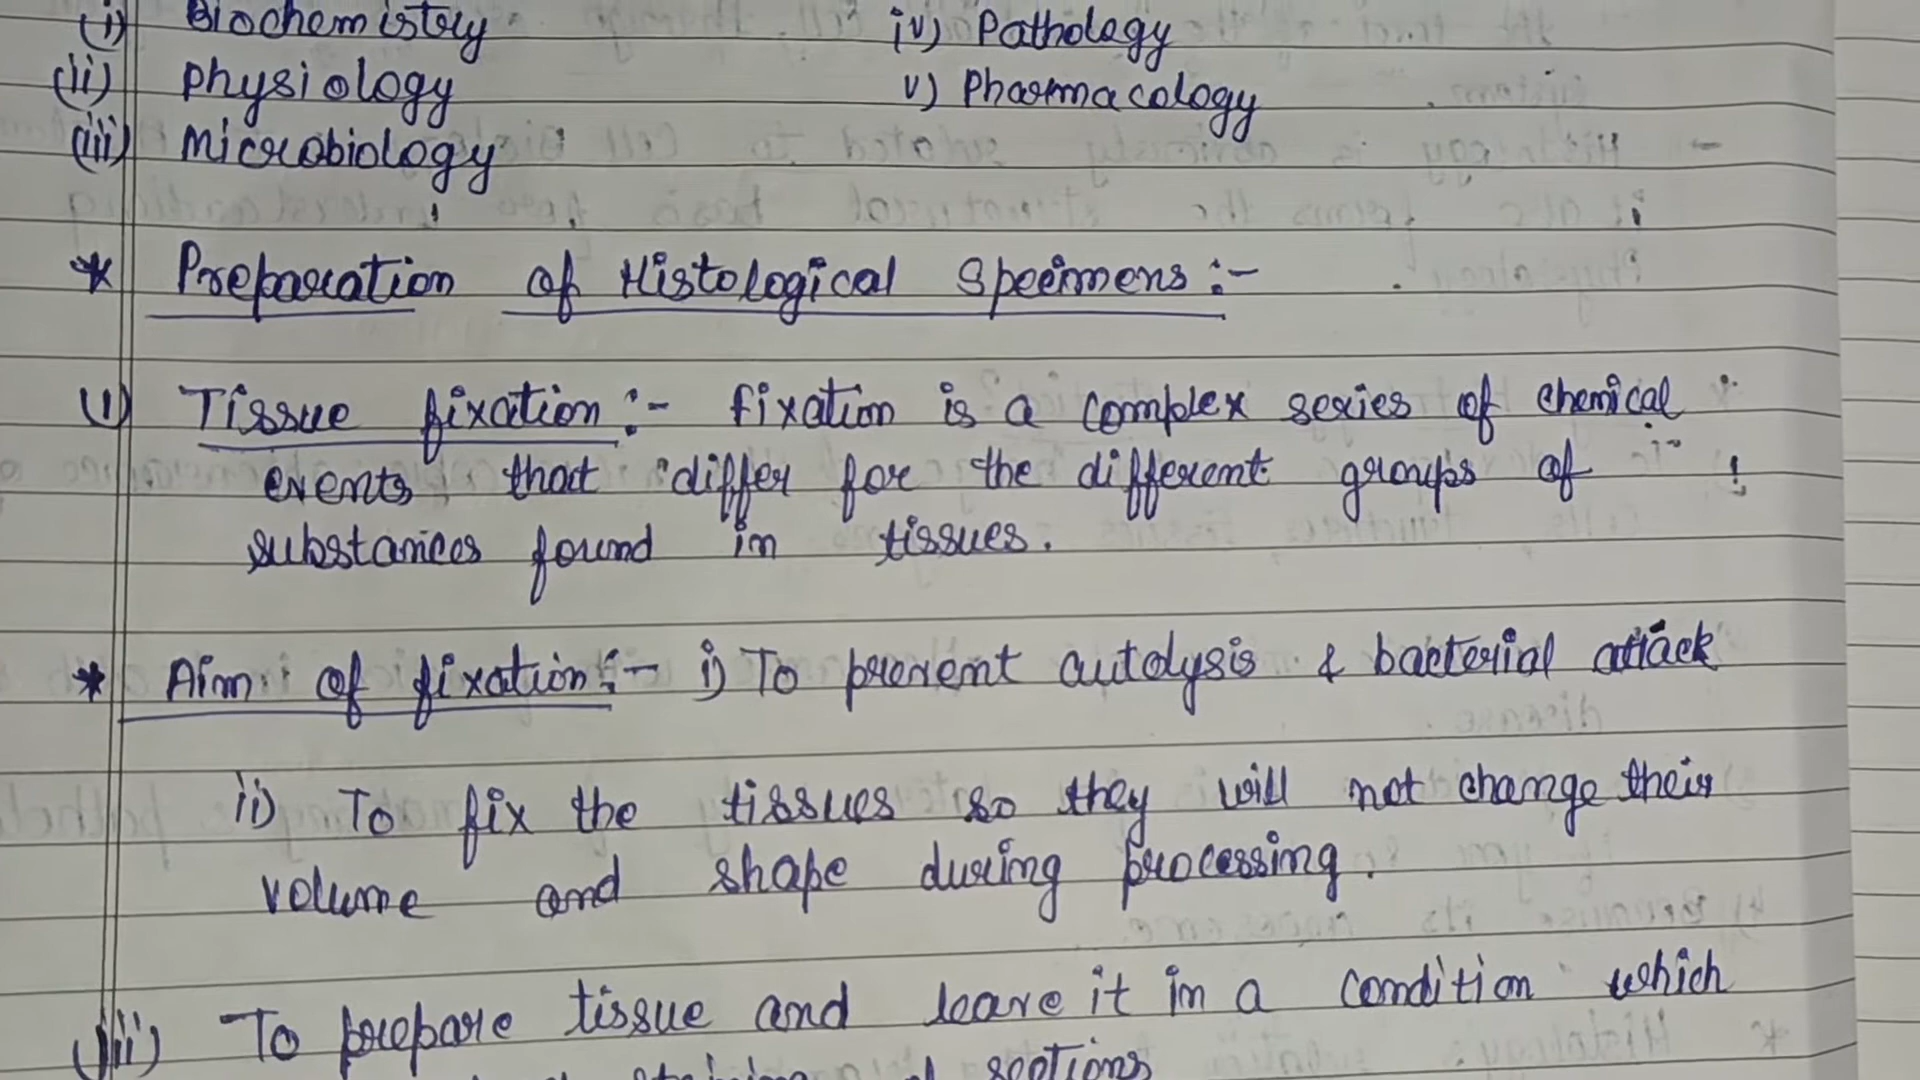 (i) Biochemistry
iv) Pathology
(ii) Physiology
v) Pharmacology
(iii) Microbiology
* Preparation of Histological Specimens :-
(1) Tissue fixation :- fixation is a complex series of chemical
events that differ for the different groups of
substances found in tissues.
* Aim of fixation :- i) To prevent autolysis & bacterial attack
ii) To fix the tissues so they will not change their
volume and shape during processing.
(iii) To prepare tissue and leave it in a condition which
staining of sections